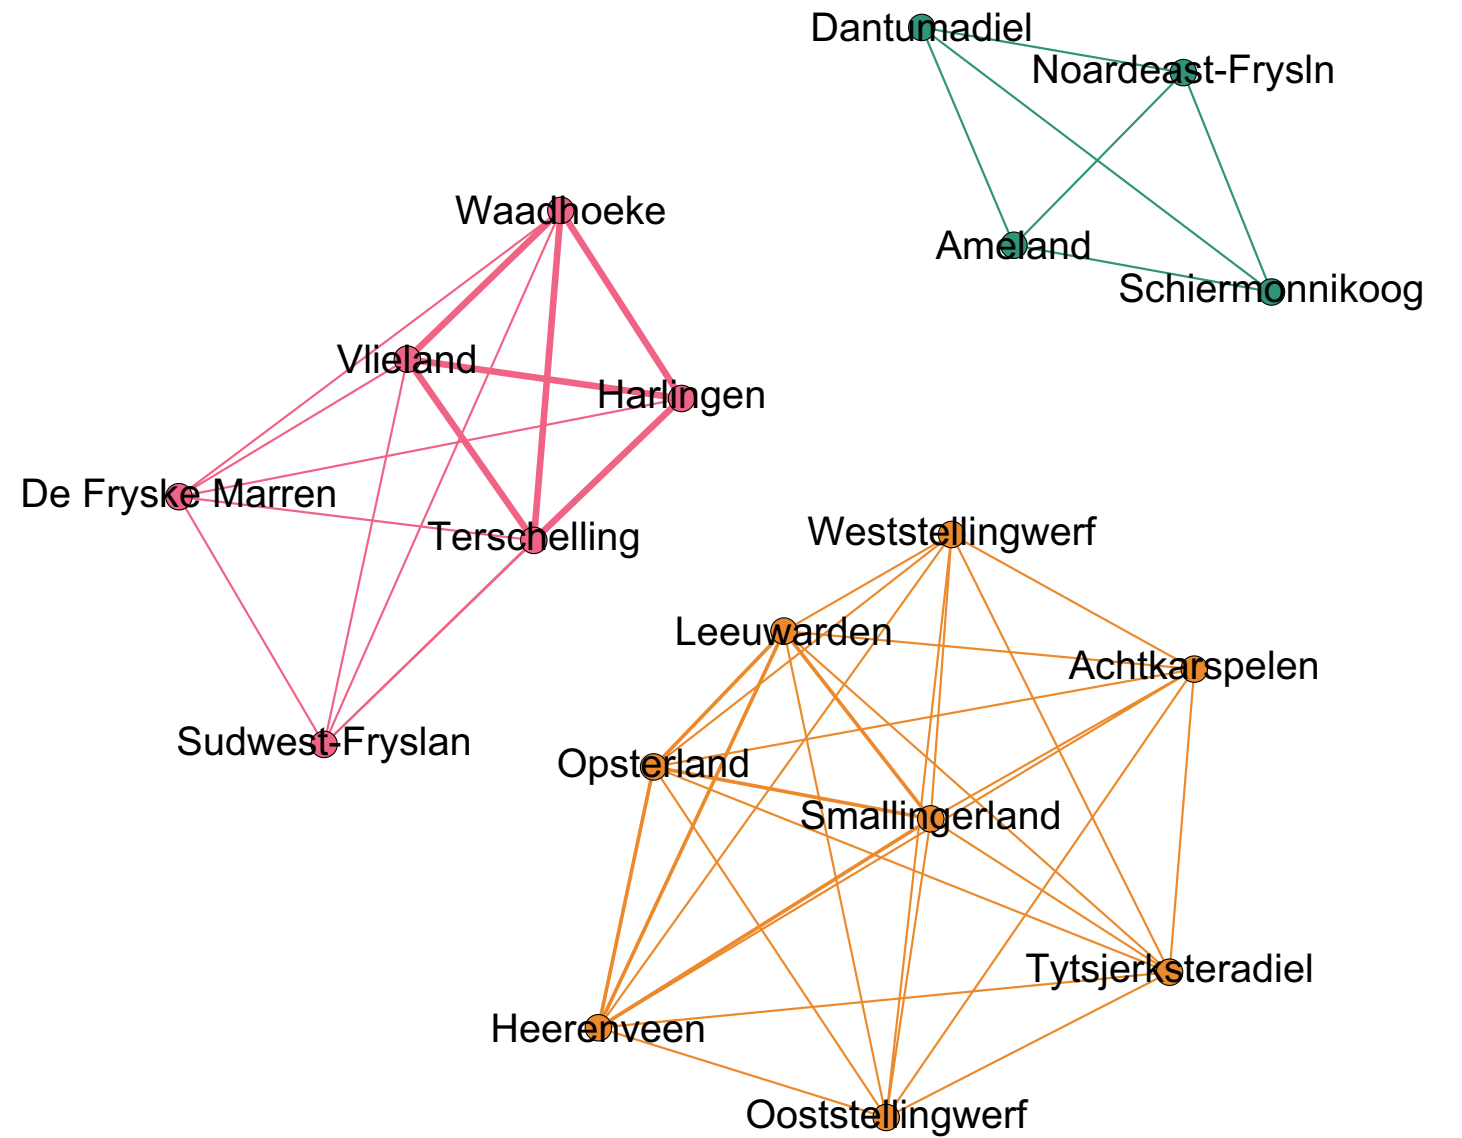 Dantumadiel
Noardeast-Frysln
Waadhoeke
Ameland
Schiermonnikoog
Vlieland
Harlingen
De Fryske Marren
Terschelling
Weststellingwerf
Leeuwarden
Achtkarspelen
Sudwest-Fryslan
Opsterland
Smallingerland
Tytsjerksteradiel
Heerenveen
Ooststellingwerf